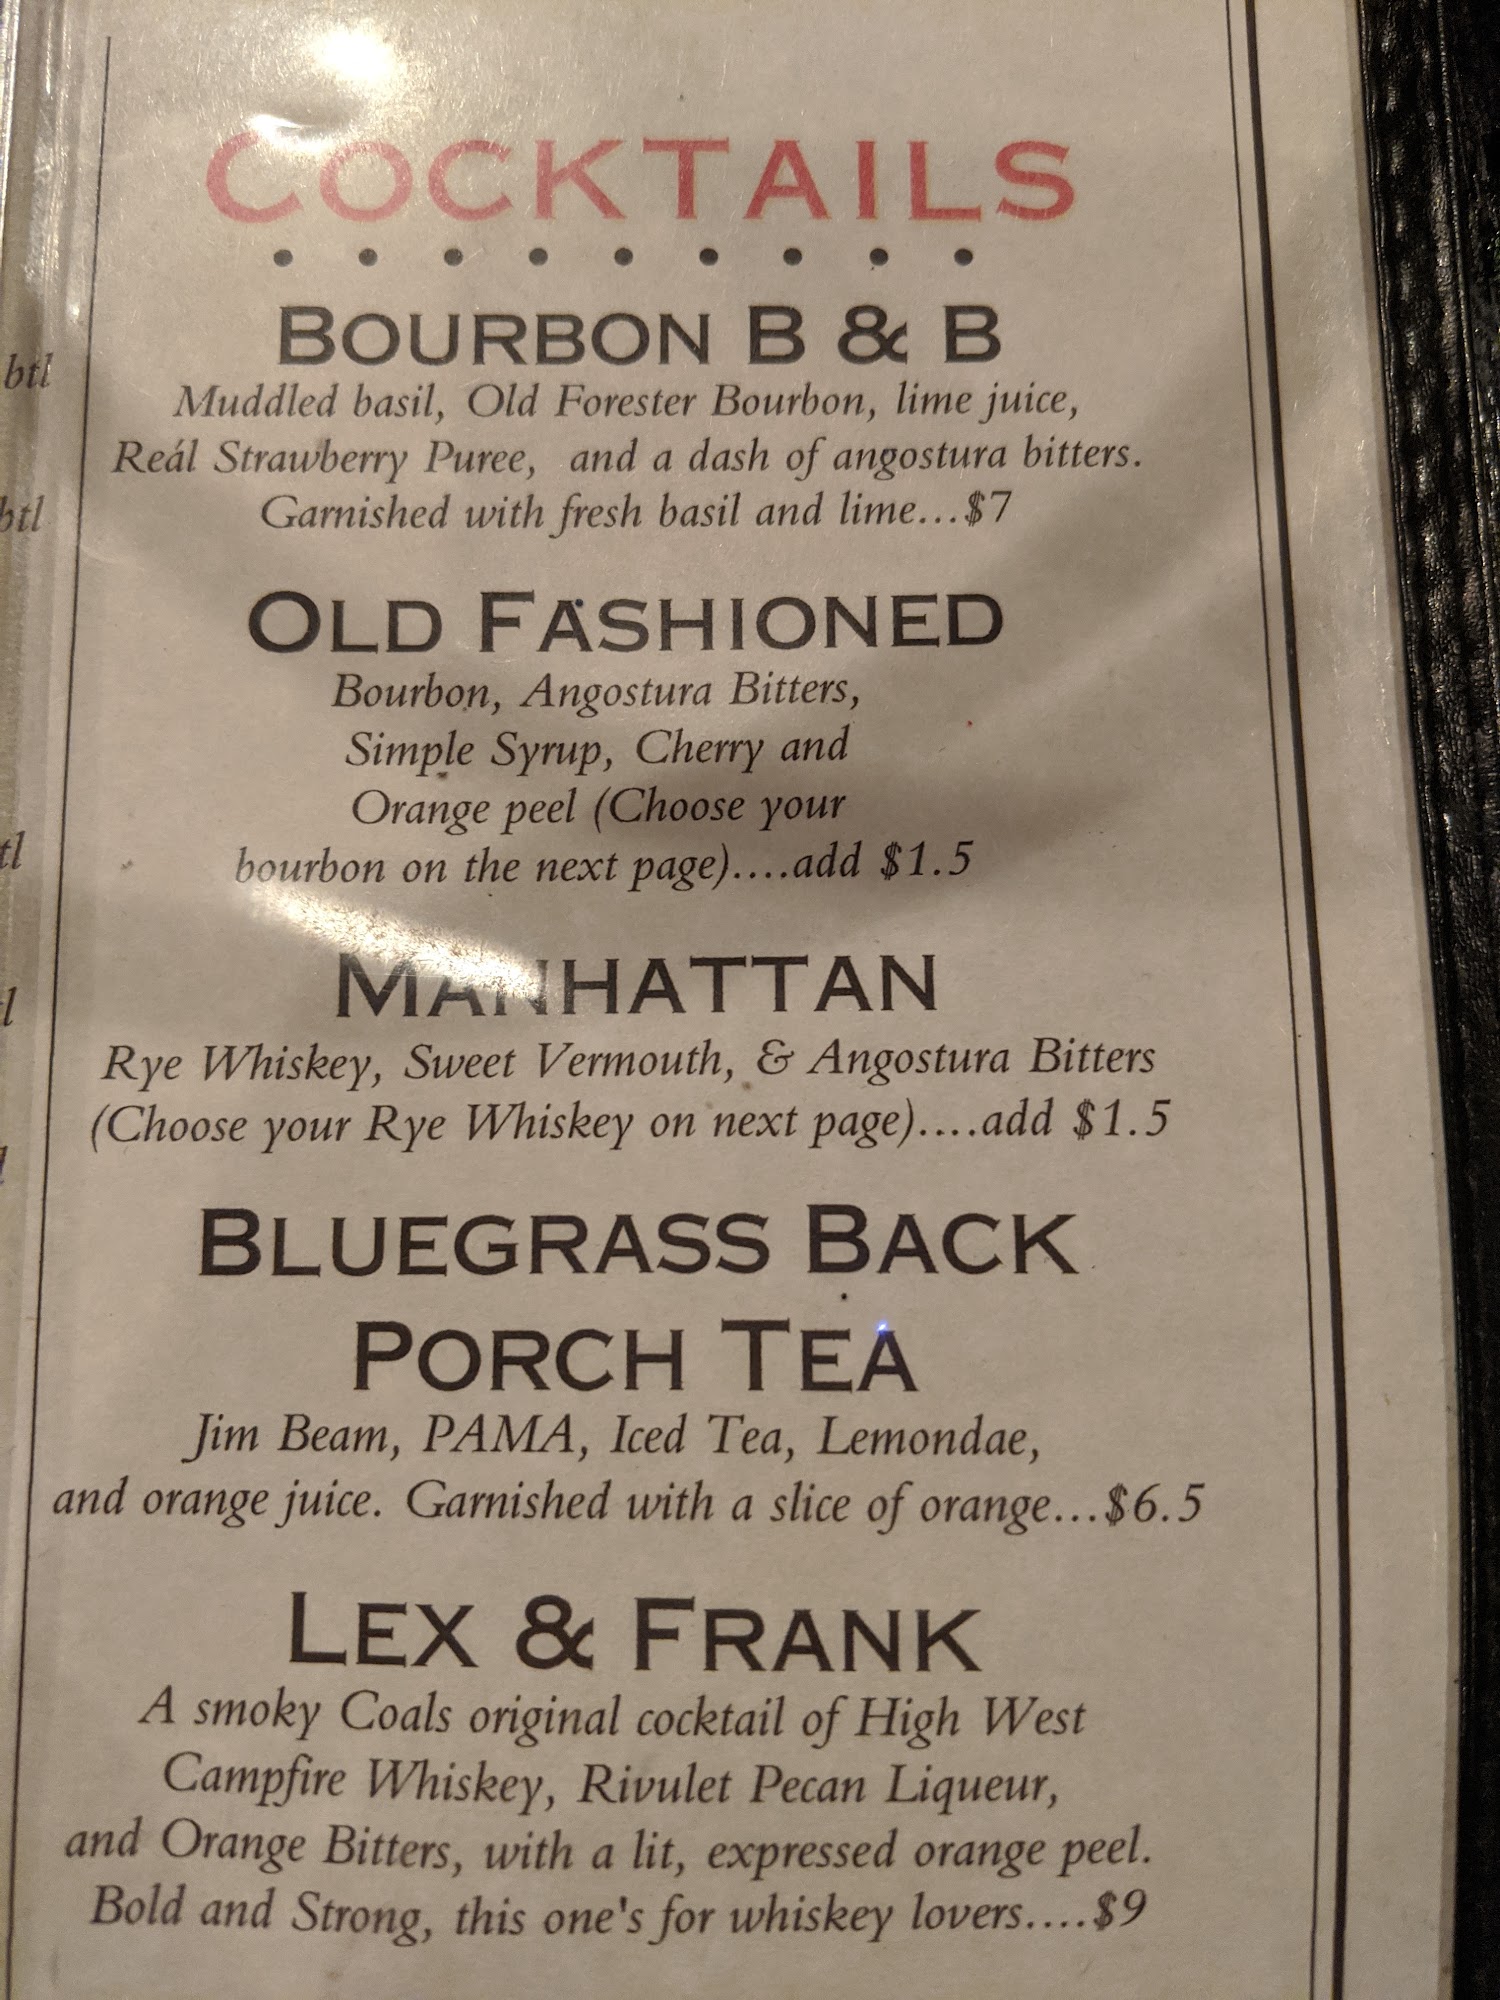 COCKTAILS
BOURBON B & B
Muddled basil, Old Forester Bourbon, lime juice,
Reál Strawberry Puree, and a dash of angostura bitters.
Garnished with fresh basil and lime...$7
OLD FASHIONED
Bourbon, Angostura Bitters,
Simple Syrup, Cherry and
Orange peel (Choose your
bourbon on the next page)....add $1.5
MANHATTAN
Rye Whiskey, Sweet Vermouth, & Angostura Bitters
(Choose your Rye Whiskey on next page)....add $1.5
BLUEGRASS BACK
PORCH TEA
Jim Beam, PAMA, Iced Tea, Lemondae,
and orange juice. Garnished with a slice of orange...$6.5
LEX & FRANK
A smoky Coals original cocktail of High West
Campfire Whiskey, Rivulet Pecan Liqueur,
and Orange Bitters, with a lit, expressed orange peel.
Bold and Strong, this one's for whiskey lovers....$9
btl
btl